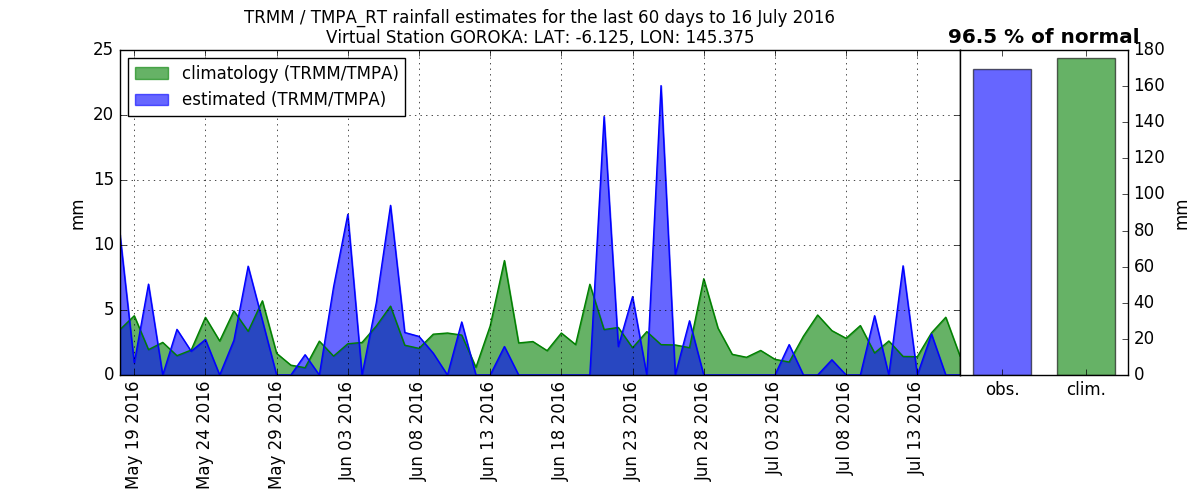 TRMM / TMPA_RT rainfall estimates for the last 60 days to 16 July 2016
Virtual Station GOROKA: LAT: -6.125, LON: 145.375
96.5 % of normal
climatology (TRMM/TMPA)
estimated (TRMM/TMPA)
25
20
15
10
5
0
mm
May 19 2016
May 24 2016
May 29 2016
Jun 03 2016
Jun 08 2016
Jun 13 2016
Jun 18 2016
Jun 23 2016
Jun 28 2016
Jul 03 2016
Jul 08 2016
Jul 13 2016
obs.
clim.
180
160
140
120
100
80
60
40
20
0
mm